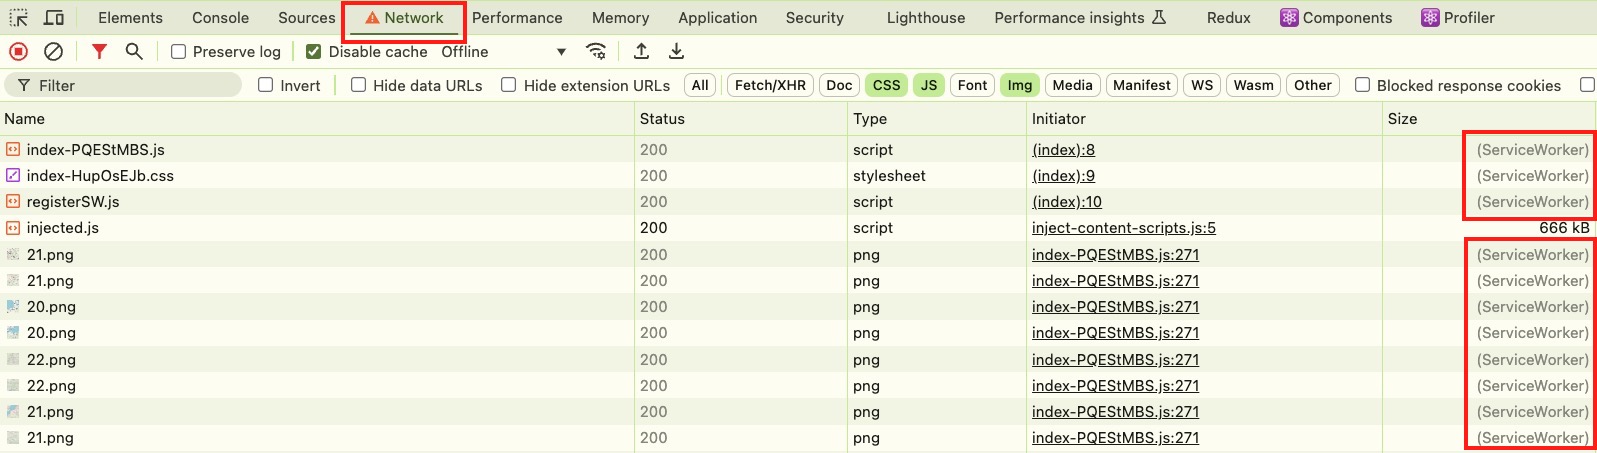 Elements Console Sources Network Performance Memory Application Security Lighthouse Performance insights Redux Components Profiler
Preserve log Disable cache Offline
Filter Invert Hide data URLs Hide extension URLs All Fetch/XHR Doc CSS JS Font Img Media Manifest WS Wasm Other Blocked response cookies
Name Status Type Initiator Size
index-PQEStMBS.js 200 script (index):8 (ServiceWorker)
index-HupOsEJb.css 200 stylesheet (index):9 (ServiceWorker)
registerSW.js 200 script (index):10 (ServiceWorker)
injected.js 200 script inject-content-scripts.js:5 666 kB
21.png 200 png index-PQEStMBS.js:271 (ServiceWorker)
21.png 200 png index-PQEStMBS.js:271 (ServiceWorker)
20.png 200 png index-PQEStMBS.js:271 (ServiceWorker)
20.png 200 png index-PQEStMBS.js:271 (ServiceWorker)
22.png 200 png index-PQEStMBS.js:271 (ServiceWorker)
22.png 200 png index-PQEStMBS.js:271 (ServiceWorker)
21.png 200 png index-PQEStMBS.js:271 (ServiceWorker)
21.png 200 png index-PQEStMBS.js:271 (ServiceWorker)